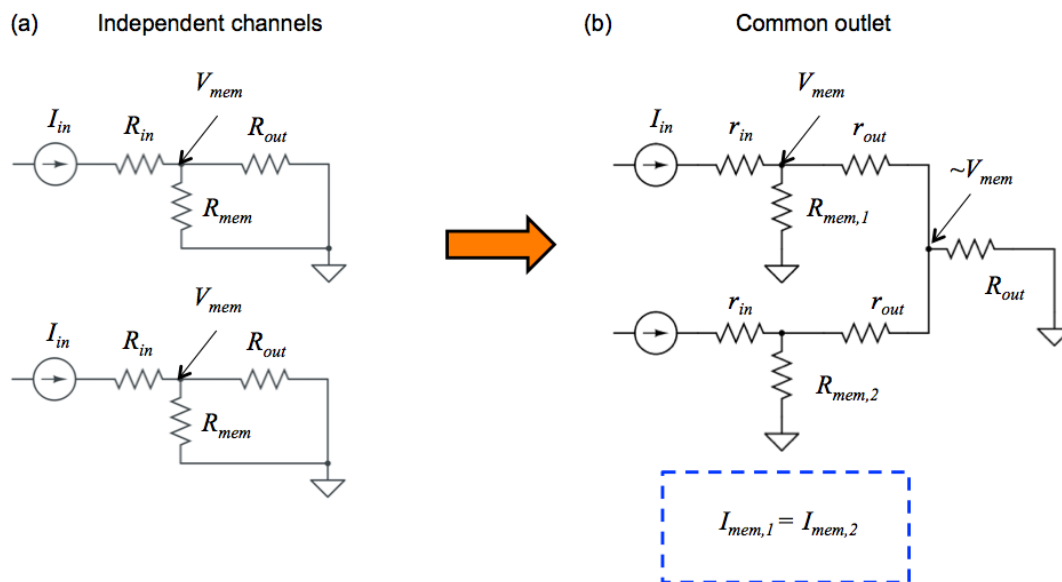 (a) Independent channels
V_mem
I_in R_in R_out
R_mem
V_mem
I_in R_in R_out
R_mem
(b) Common outlet
V_mem
I_in r_in r_out
~V_mem
R_mem,1
R_out
r_in r_out
R_mem,2
I_mem,1 = I_mem,2